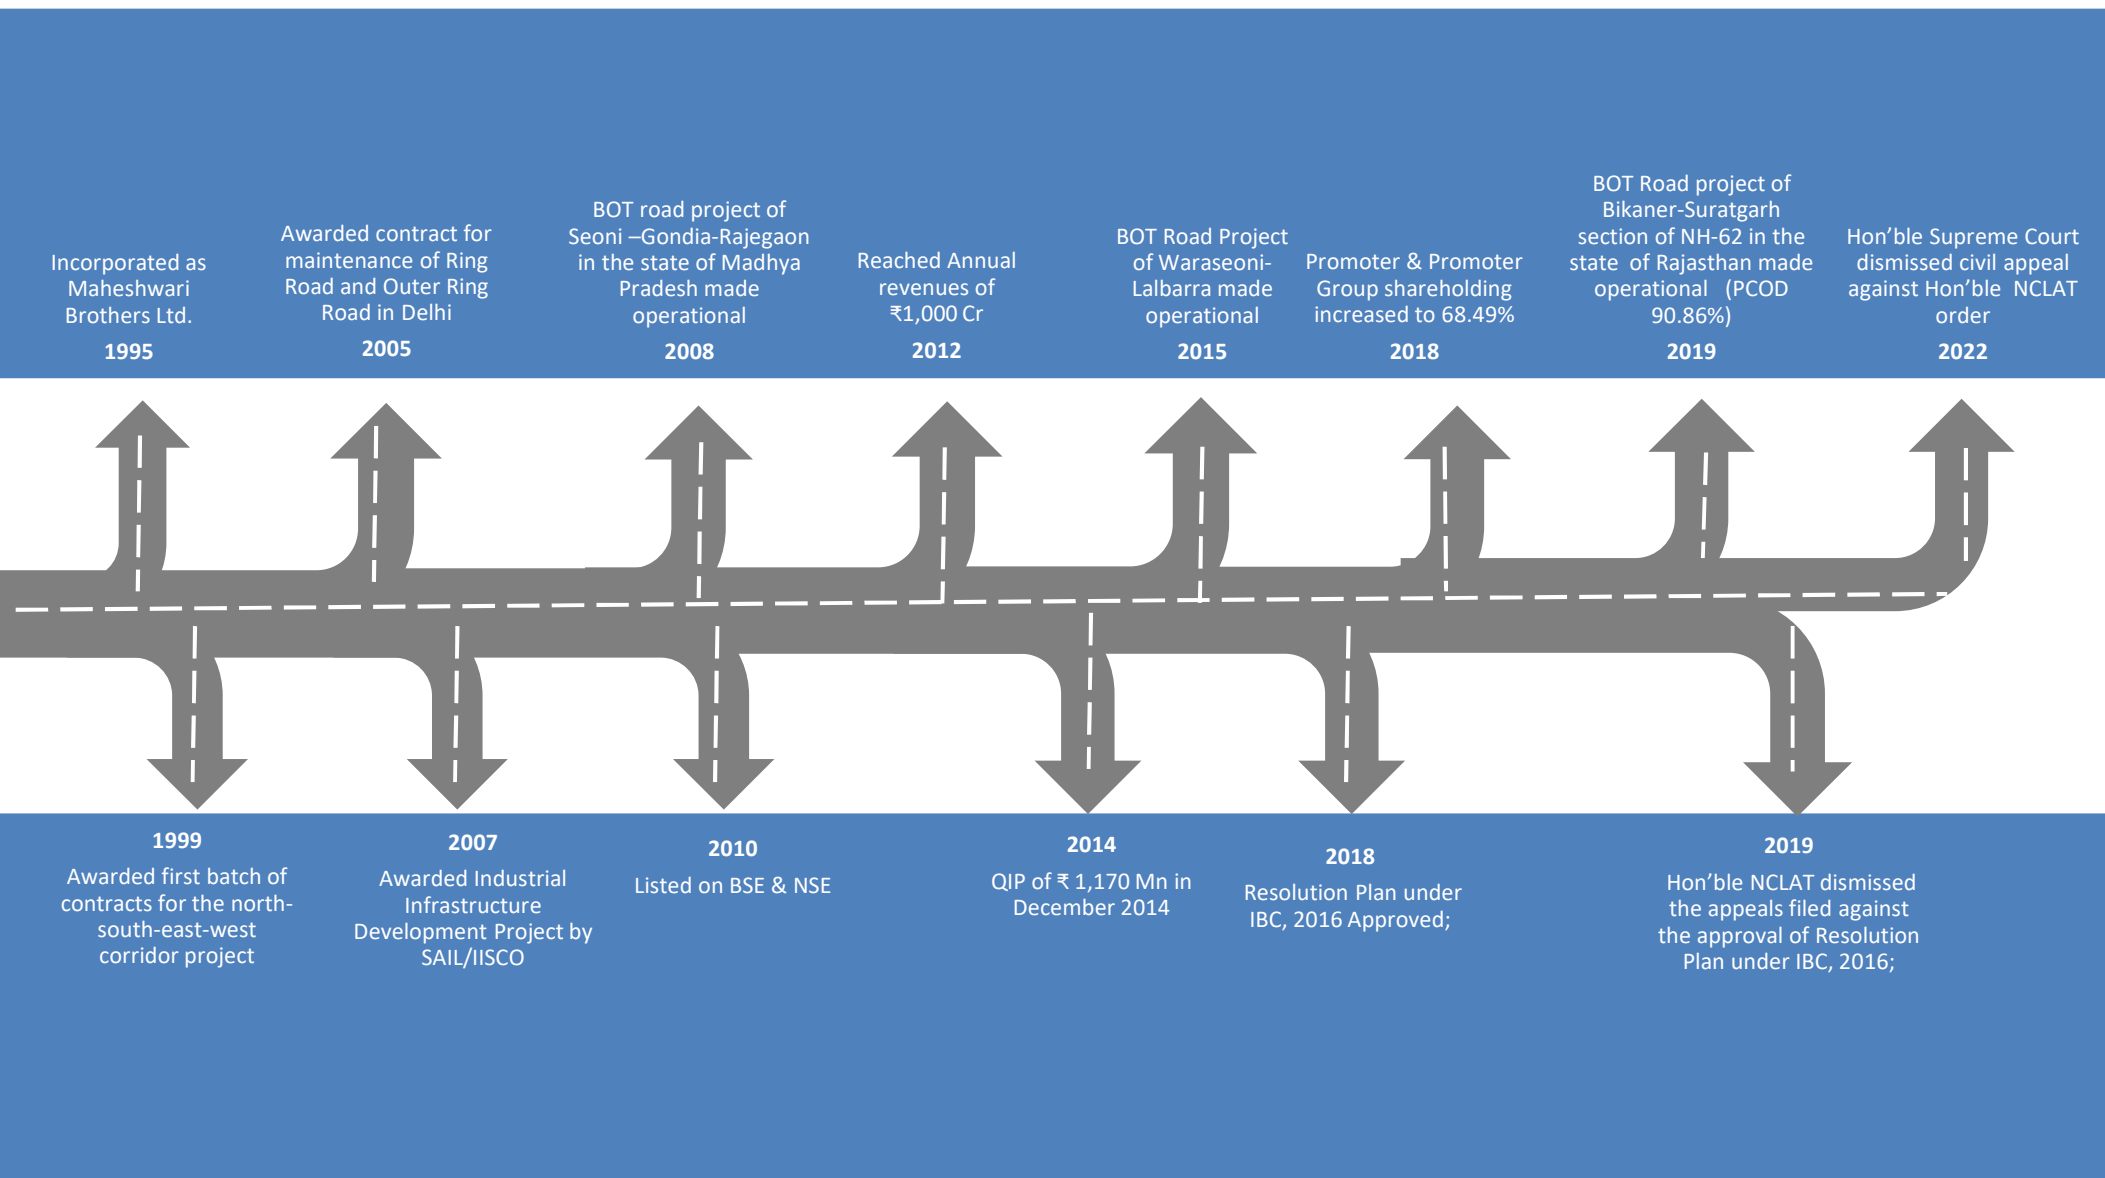 Incorporated as
Maheshwari
Brothers Ltd.
1995
Awarded contract for
maintenance of Ring
Road and Outer Ring
Road in Delhi
2005
BOT road project of
Seoni –Gondia-Rajegaon
in the state of Madhya
Pradesh made
operational
2008
Reached Annual
revenues of
₹1,000 Cr
2012
BOT Road Project
of Waraseoni-
Lalbarra made
operational
2015
Promoter & Promoter
Group shareholding
increased to 68.49%
2018
BOT Road project of
Bikaner-Suratgarh
section of NH-62 in the
state of Rajasthan made
operational (PCOD
90.86%)
2019
Hon’ble Supreme Court
dismissed civil appeal
against Hon’ble NCLAT
order
2022
1999
Awarded first batch of
contracts for the north-
south-east-west
corridor project
2007
Awarded Industrial
Infrastructure
Development Project by
SAIL/IISCO
2010
Listed on BSE & NSE
2014
QIP of ₹ 1,170 Mn in
December 2014
2018
Resolution Plan under
IBC, 2016 Approved;
2019
Hon’ble NCLAT dismissed
the appeals filed against
the approval of Resolution
Plan under IBC, 2016;